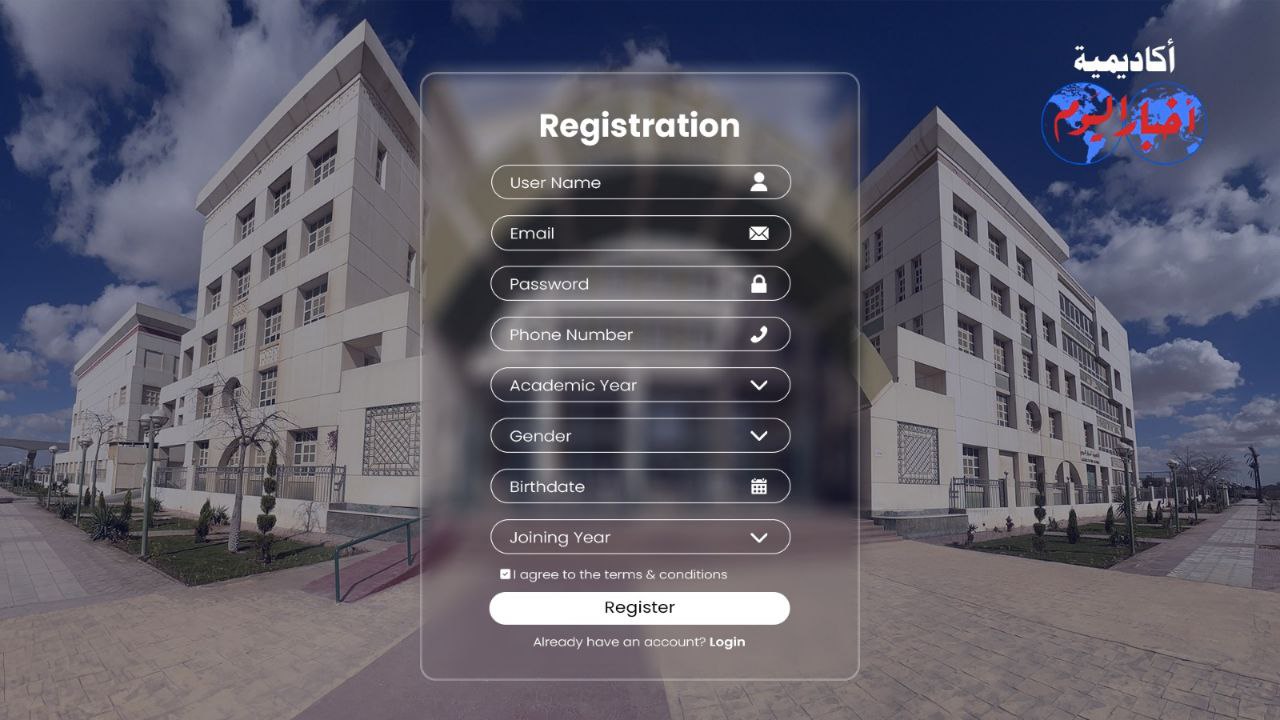 أكاديمية
أخبار اليوم
Registration
User Name
Email
Password
Phone Number
Academic Year
Gender
Birthdate
Joining Year
I agree to the terms & conditions
Register
Already have an account? Login